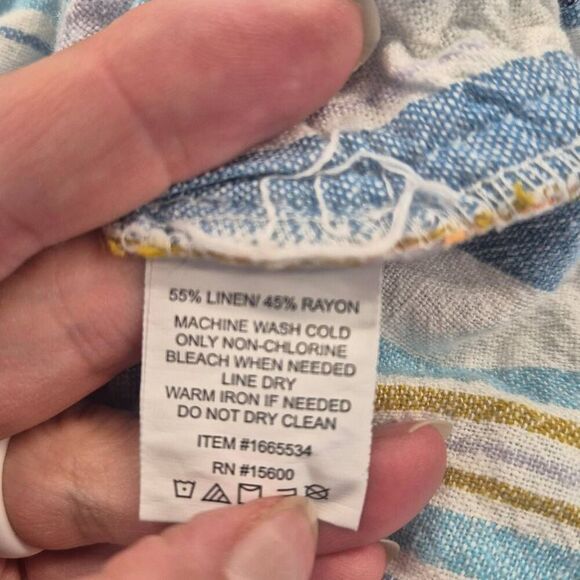 55% LINEN/ 45% RAYON
MACHINE WASH COLD
ONLY NON-CHLORINE
BLEACH WHEN NEEDED
LINE DRY
WARM IRON IF NEEDED
DO NOT DRY CLEAN
ITEM #1665534
RN #15600